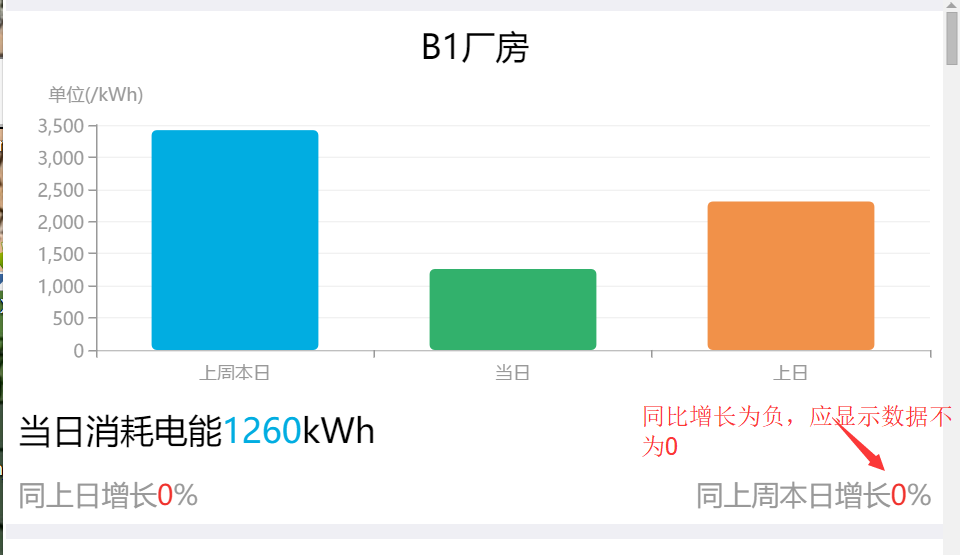 B1厂房
单位(/kWh)
3,500
3,000
2,500
2,000
1,500
1,000
500
0
上周本日
当日
上日
当日消耗电能1260kWh
同比增长为负，应显示数据不
为0
同上日增长0%
同上周本日增长0%